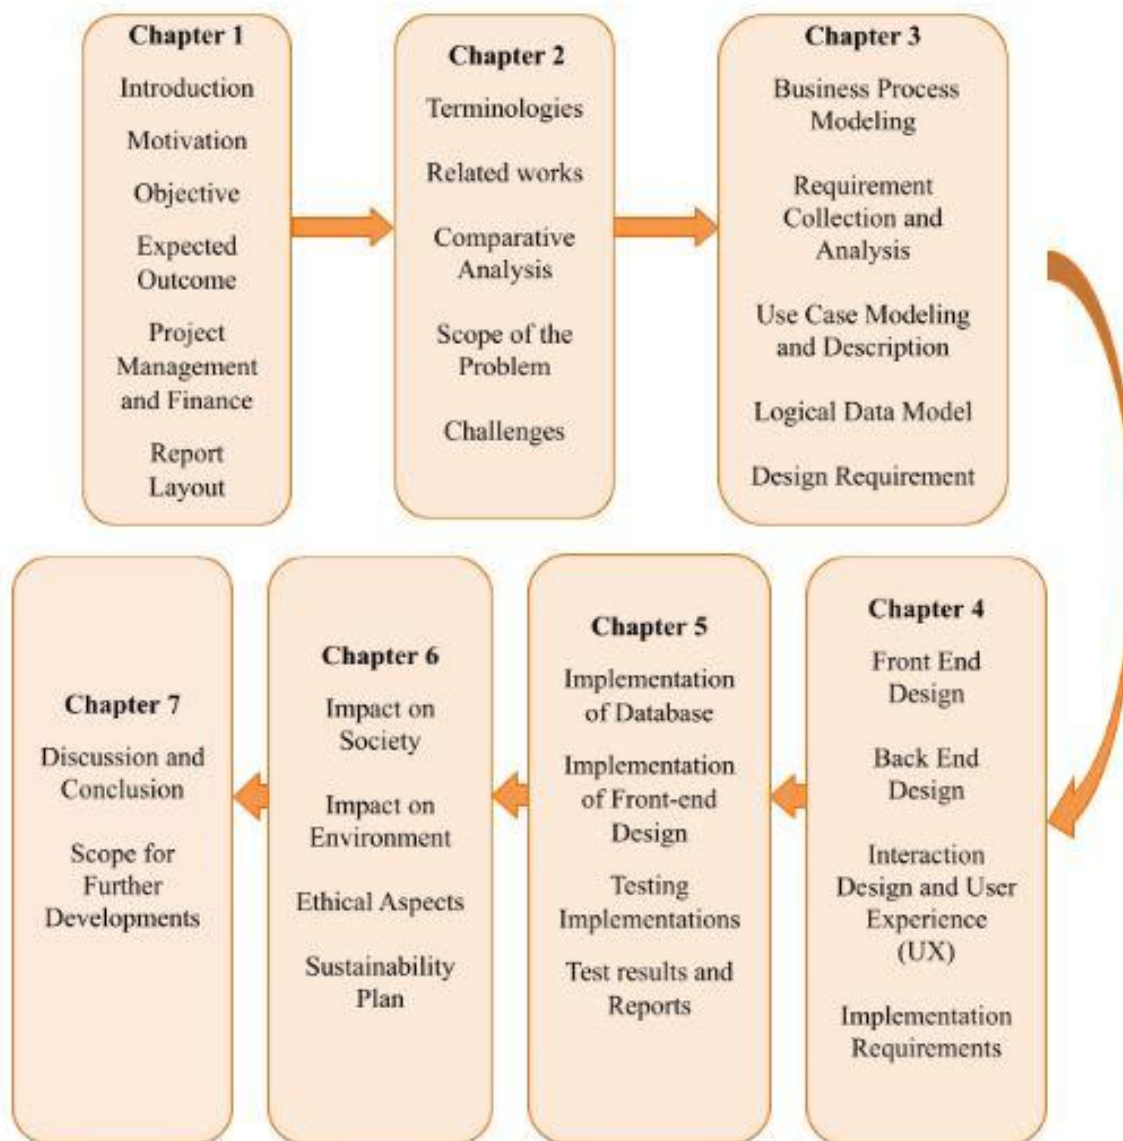 Chapter 1
Introduction
Motivation
Objective
Expected
Outcome
Project
Management
and Finance
Report
Layout
Chapter 2
Terminologies
Related works
Comparative
Analysis
Scope of the
Problem
Challenges
Chapter 3
Business Process
Modeling
Requirement
Collection and
Analysis
Use Case Modeling
and Description
Logical Data Model
Design Requirement
Chapter 4
Front End
Design
Back End
Design
Interaction
Design and User
Experience
(UX)
Implementation
Requirements
Chapter 5
Implementation
of Database
Implementation
of Front-end
Design
Testing
Implementations
Test results and
Reports
Chapter 6
Impact on
Society
Impact on
Environment
Ethical Aspects
Sustainability
Plan
Chapter 7
Discussion and
Conclusion
Scope for
Further
Developments